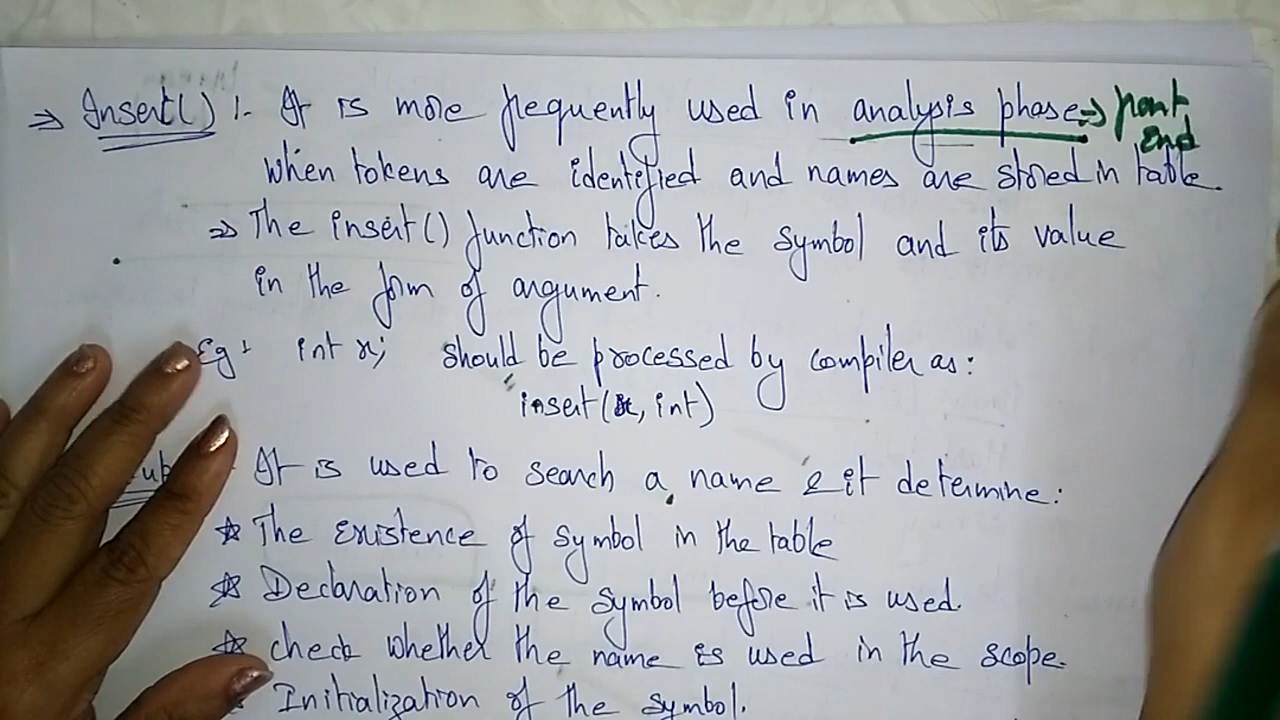 ⇒ Insert() :- It is more frequently used in analysis phase ⇒ front
End
when tokens are identified and names are stored in table.
⇒ The insert() function takes the symbol and its value
in the form of argument.
Eg: int x; should be processed by compiler as:
insert(x, int)
It is used to search a name & it determine:
☆ The Existence of symbol in the table
☆ Declaration of the symbol before it is used.
☆ check whether the name is used in the scope.
Initialization of the symbol.